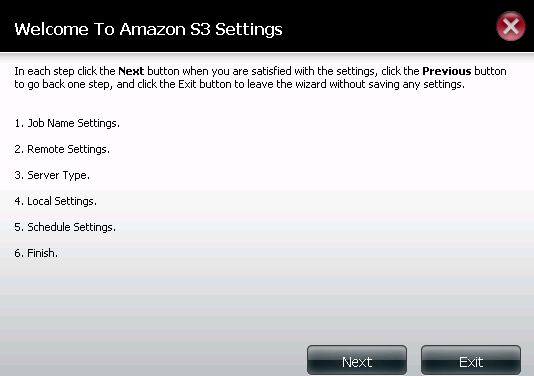 Welcome To Amazon S3 Settings
In each step click the Next button when you are satisfied with the settings, click the Previous button
to go back one step, and click the Exit button to leave the wizard without saving any settings.
1. Job Name Settings.
2. Remote Settings.
3. Server Type.
4. Local Settings.
5. Schedule Settings.
6. Finish.
Next Exit